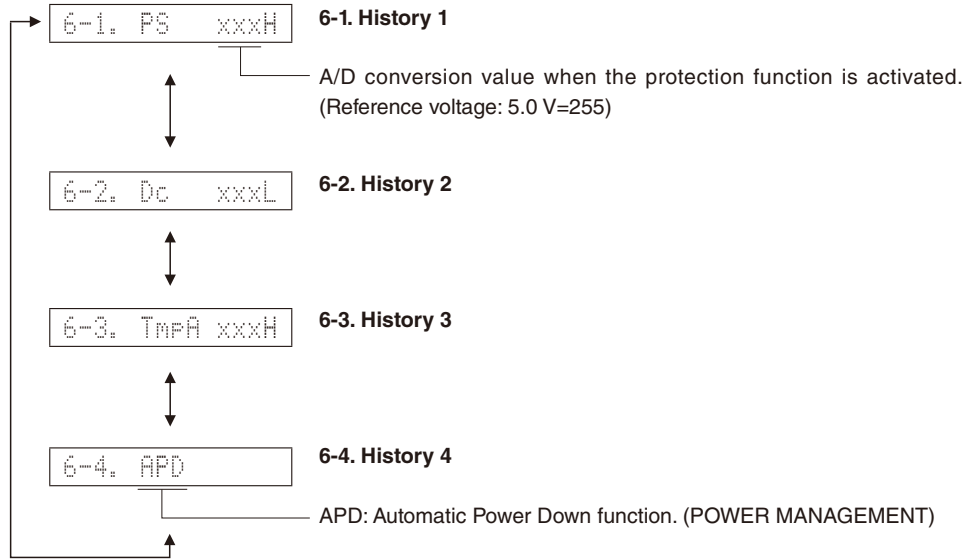 6-1. PS xxxH
6-1. History 1
A/D conversion value when the protection function is activated.
(Reference voltage: 5.0 V=255)
6-2. Dc xxxL
6-2. History 2
6-3. TmpA xxxH
6-3. History 3
6-4. APD
6-4. History 4
APD: Automatic Power Down function. (POWER MANAGEMENT)